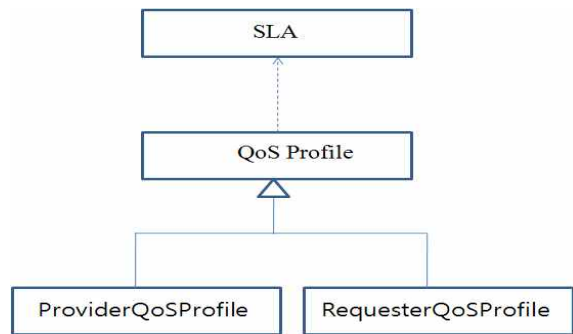 SLA
QoS Profile
ProviderQoSProfile
RequesterQoSProfile